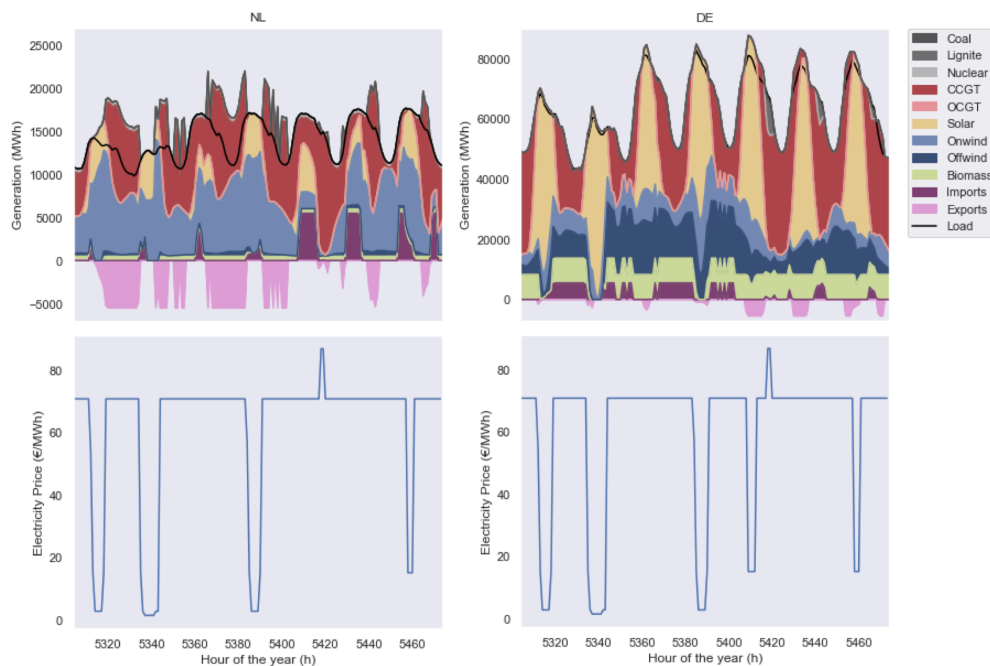 NL
DE
25000
20000
15000
10000
5000
0
−5000
Generation (MWh)
80000
60000
40000
20000
0
Generation (MWh)
Coal
Lignite
Nuclear
CCGT
OCGT
Solar
Onwind
Offwind
Biomass
Imports
Exports
Load
80
60
40
20
0
Electricity Price (€/MWh)
5320 5340 5360 5380 5400 5420 5440 5460
Hour of the year (h)
80
60
40
20
0
Electricity Price (€/MWh)
5320 5340 5360 5380 5400 5420 5440 5460
Hour of the year (h)